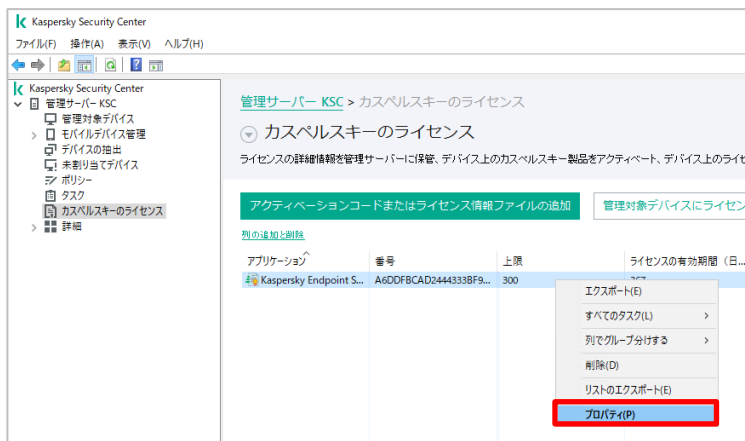 Kaspersky Security Center
ファイル(F) 操作(A) 表示(V) ヘルプ(H)
Kaspersky Security Center
管理サーバー KSC
管理対象デバイス
モバイルデバイス管理
デバイスの抽出
未割り当てデバイス
ポリシー
タスク
カスペルスキーのライセンス
詳細
管理サーバー KSC > カスペルスキーのライセンス
カスペルスキーのライセンス
ライセンスの詳細情報を管理サーバーに保管、デバイス上のカスペルスキー製品をアクティベート、デバイス上のライセ
アクティベーションコードまたはライセンス情報ファイルの追加 管理対象デバイスにライセン
列の追加と削除
アプリケーション 番号 上限 ライセンスの有効期間（日...
Kaspersky Endpoint S... A6DDFBCAD2444333BF9... 300
エクスポート(E)
すべてのタスク(L)
列でグループ分けする
削除(D)
リストのエクスポート(E)
プロパティ(P)